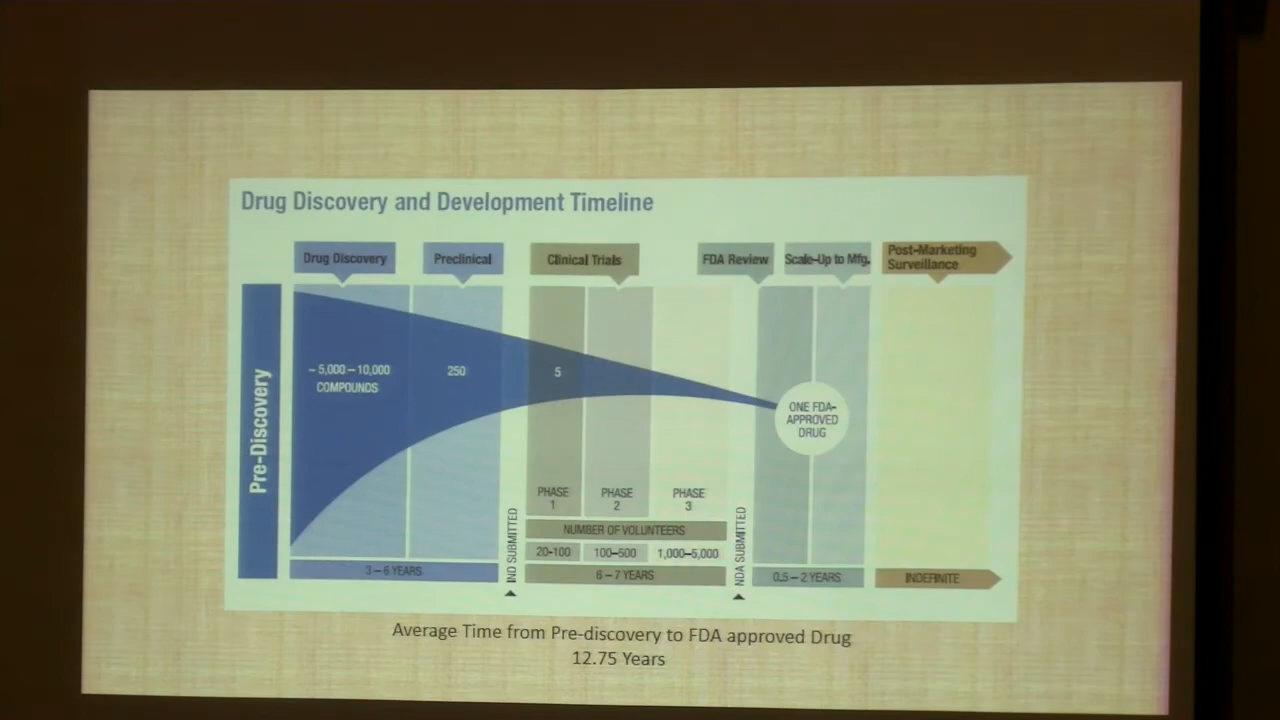 Drug Discovery and Development Timeline
Drug Discovery
Preclinical
Clinical Trials
FDA Review
Scale-Up to Mfg.
Post-Marketing
Surveillance
Pre-Discovery
~ 5,000 – 10,000
COMPOUNDS
250
5
ONE FDA-
APPROVED
DRUG
PHASE
1
PHASE
2
PHASE
3
IND SUBMITTED
NUMBER OF VOLUNTEERS
20-100
100–500
1,000–5,000
NDA SUBMITTED
3 – 6 YEARS
6 – 7 YEARS
0.5 – 2 YEARS
INDEFINITE
Average Time from Pre-discovery to FDA approved Drug
12.75 Years